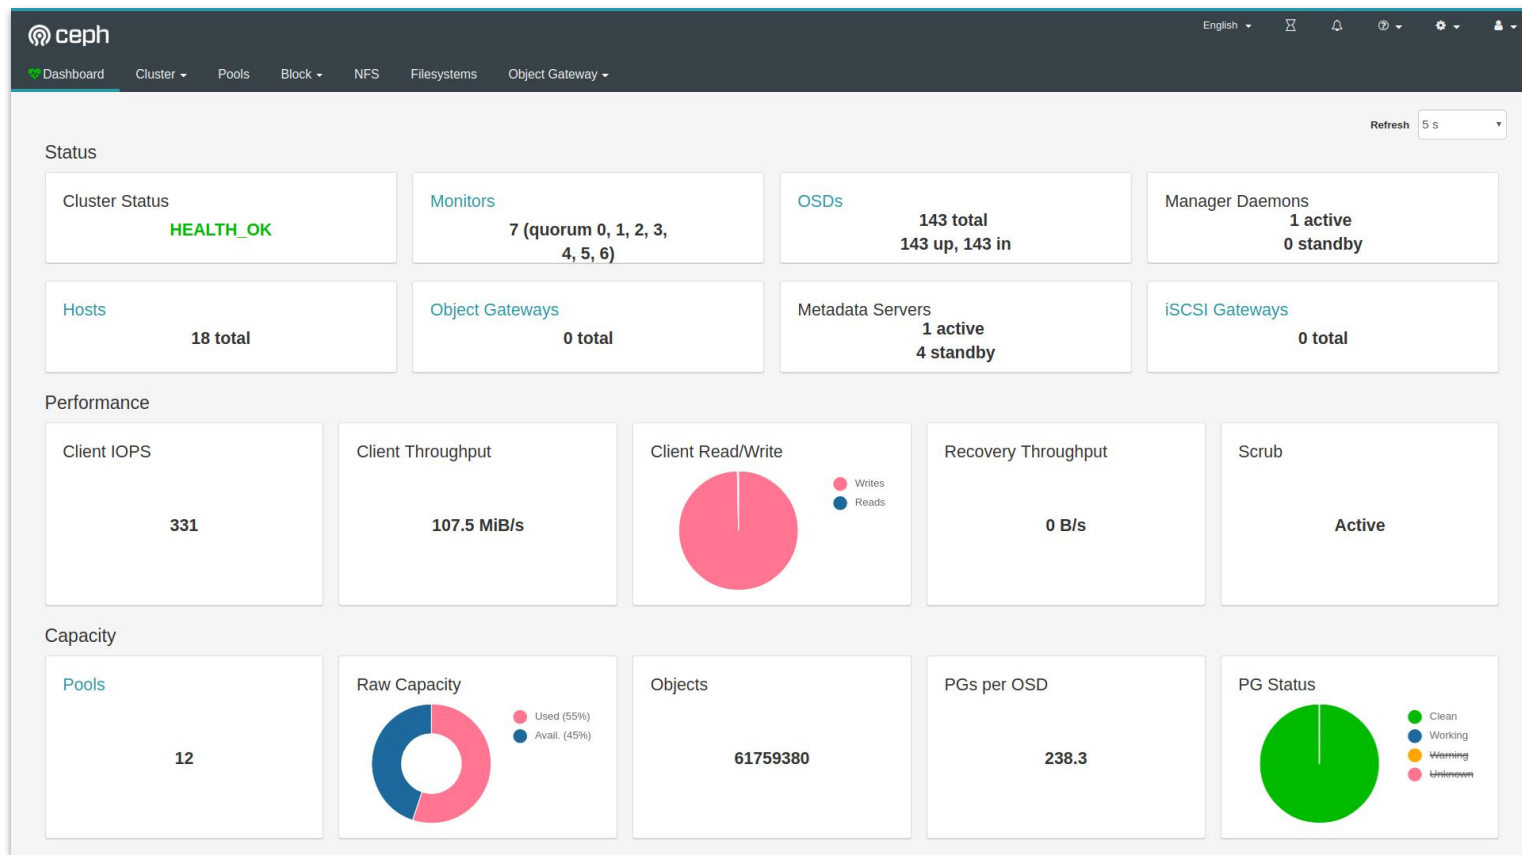 ceph
English
Dashboard Cluster Pools Block NFS Filesystems Object Gateway
Refresh 5 s
Status
Cluster Status
HEALTH_OK
Monitors
7 (quorum 0, 1, 2, 3,
4, 5, 6)
OSDs
143 total
143 up, 143 in
Manager Daemons
1 active
0 standby
Hosts
18 total
Object Gateways
0 total
Metadata Servers
1 active
4 standby
iSCSI Gateways
0 total
Performance
Client IOPS
331
Client Throughput
107.5 MiB/s
Client Read/Write
Writes
Reads
Recovery Throughput
0 B/s
Scrub
Active
Capacity
Pools
12
Raw Capacity
Used (55%)
Avail. (45%)
Objects
61759380
PGs per OSD
238.3
PG Status
Clean
Working
Warning
Unknown